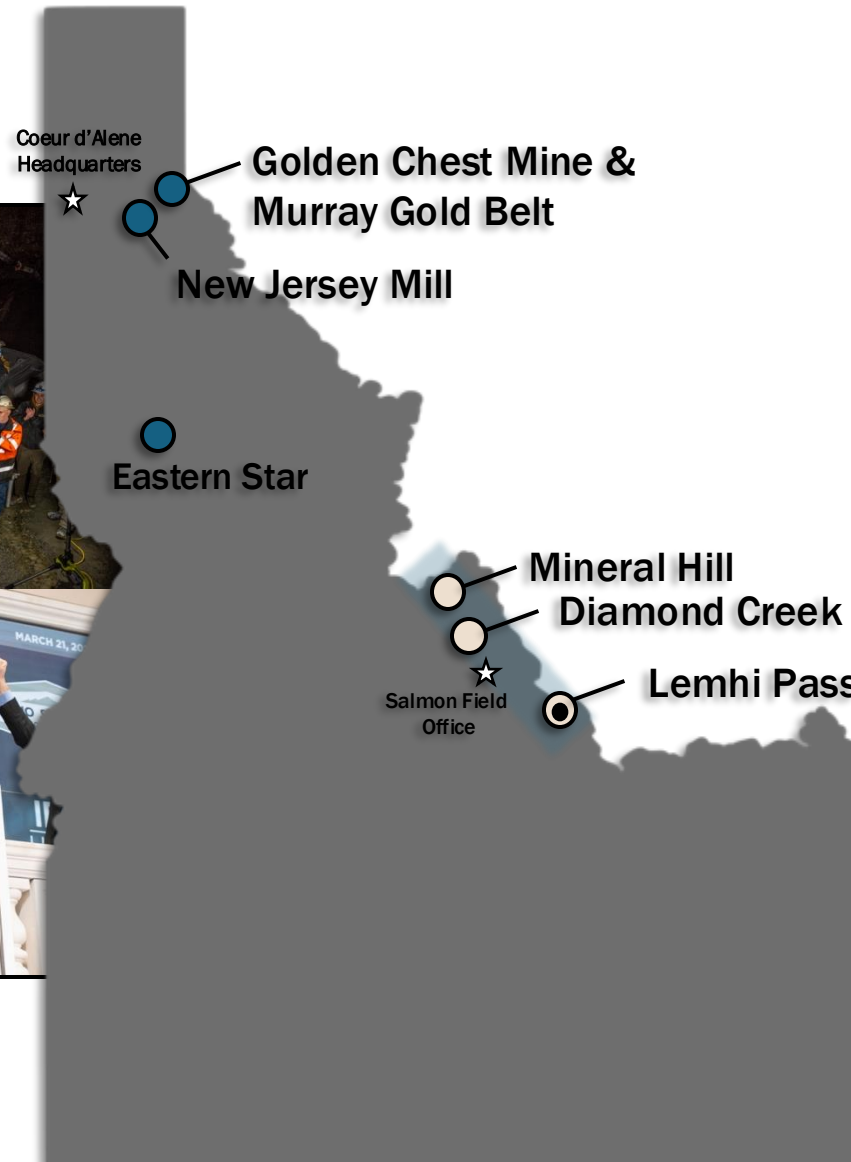 Coeur d'Alene
Headquarters
Golden Chest Mine &
Murray Gold Belt
New Jersey Mill
Eastern Star
Mineral Hill
Diamond Creek
Lemhi Pass
Salmon Field
Office
MARCH 21, 20